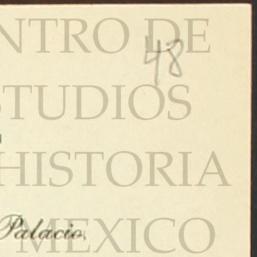 NTRO DE
48
STUDIOS
HISTORIA
Palacio.
MEXICO